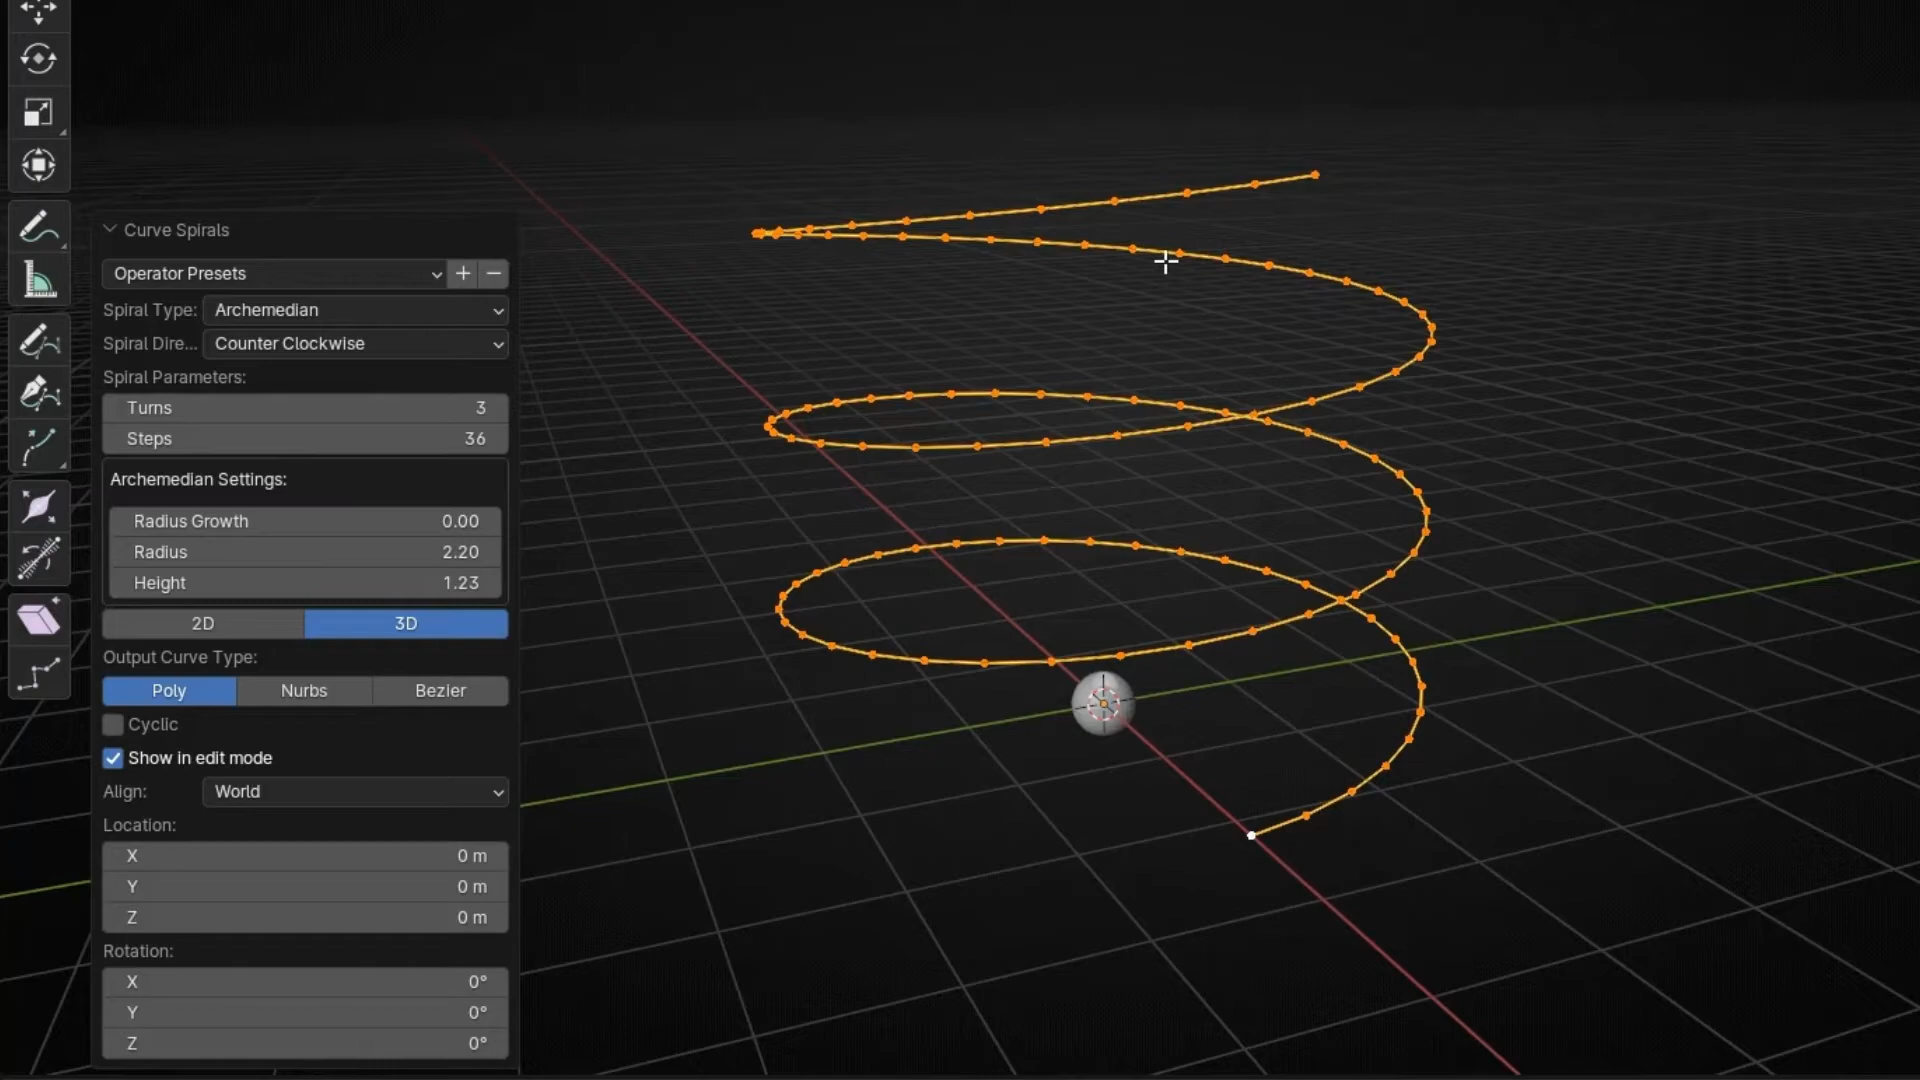 Curve Spirals
Operator Presets
Spiral Type: Archemedian
Spiral Dire... Counter Clockwise
Spiral Parameters:
Turns 3
Steps 36
Archemedian Settings:
Radius Growth 0.00
Radius 2.20
Height 1.23
2D 3D
Output Curve Type:
Poly Nurbs Bezier
Cyclic
Show in edit mode
Align: World
Location:
X 0 m
Y 0 m
Z 0 m
Rotation:
X 0°
Y 0°
Z 0°